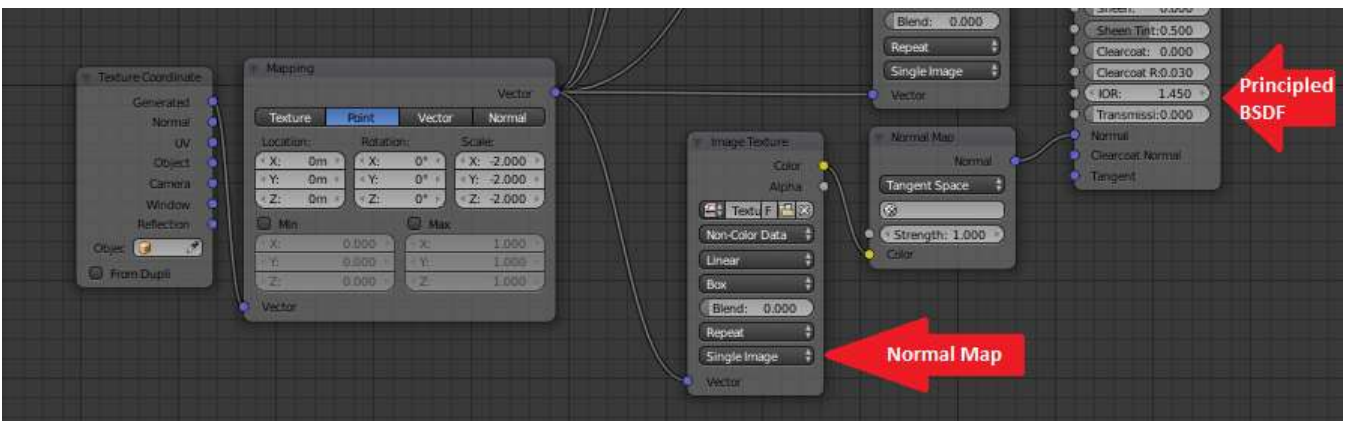 Texture Coordinate
Generated
Normal
UV
Object
Camera
Window
Reflection
Objec
From Dupli
Mapping
Vector
Texture Point Vector Normal
Location: Rotation: Scale:
X: 0m X: 0° X: -2.000
Y: 0m Y: 0° Y: -2.000
Z: 0m Z: 0° Z: -2.000
Min Max
X: 0.000 X: 1.000
Y: 0.000 Y: 1.000
Z: 0.000 Z: 1.000
Vector
Image Texture
Color
Alpha
Textu F
Non-Color Data
Linear
Box
Blend: 0.000
Repeat
Single Image
Vector
Normal Map
Blend: 0.000
Repeat
Single Image
Vector
Normal Map
Normal
Tangent Space
Strength: 1.000
Color
Sheen: 0.000
Sheen Tint:0.500
Clearcoat: 0.000
Clearcoat R:0.030
IOR: 1.450
Transmissi:0.000
Normal
Clearcoat Normal
Tangent
Principled
BSDF